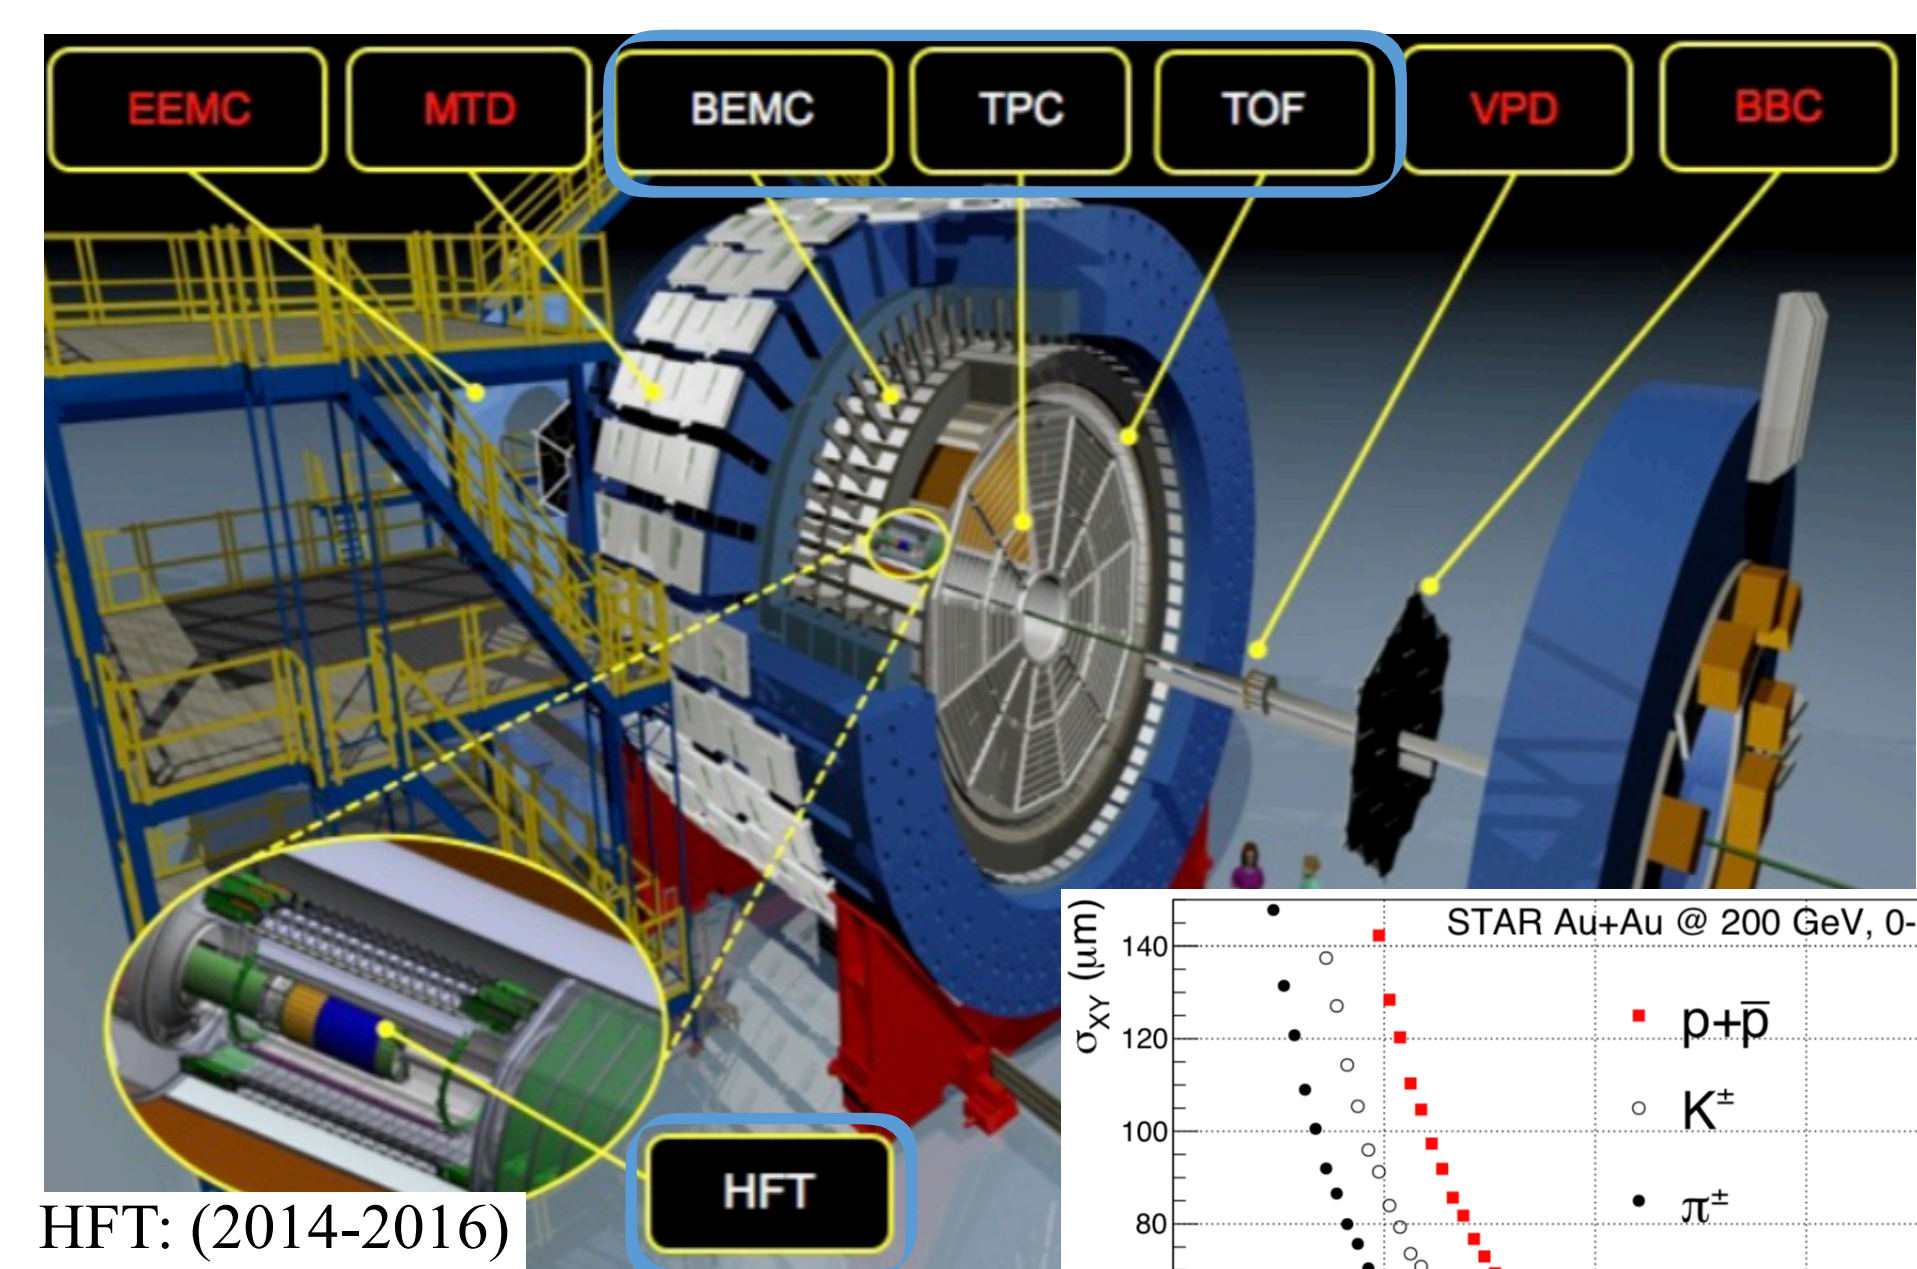 EEMC MTD BEMC TPC TOF VPD BBC
HFT
HFT: (2014-2016)
STAR Au+Au @ 200 GeV, 0-
σXY (μm)
140
120
100
80
p+p̅
K±
π±